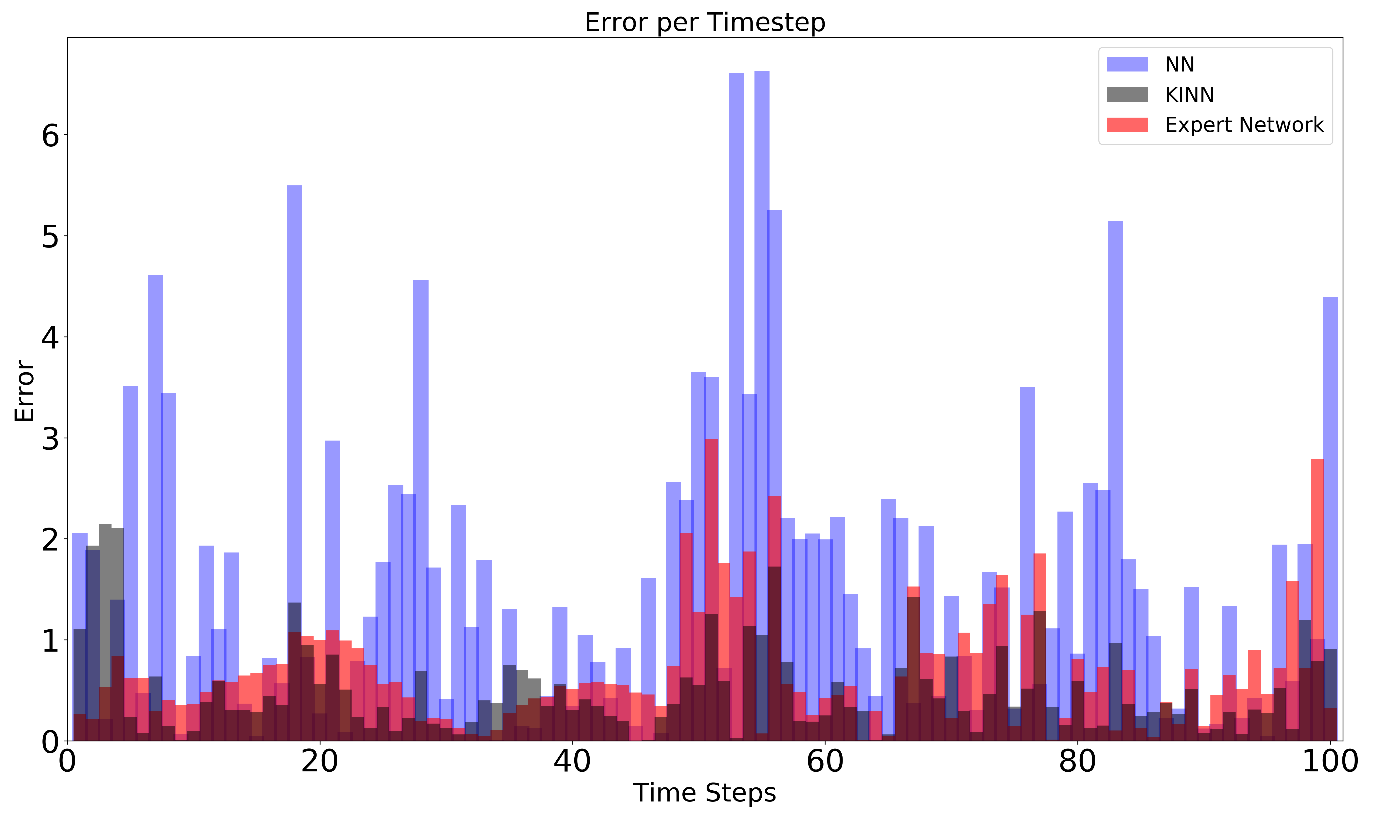 Error per Timestep
NN
KINN
Expert Network
6
5
4
3
2
1
0
Error
0 20 40 60 80 100
Time Steps